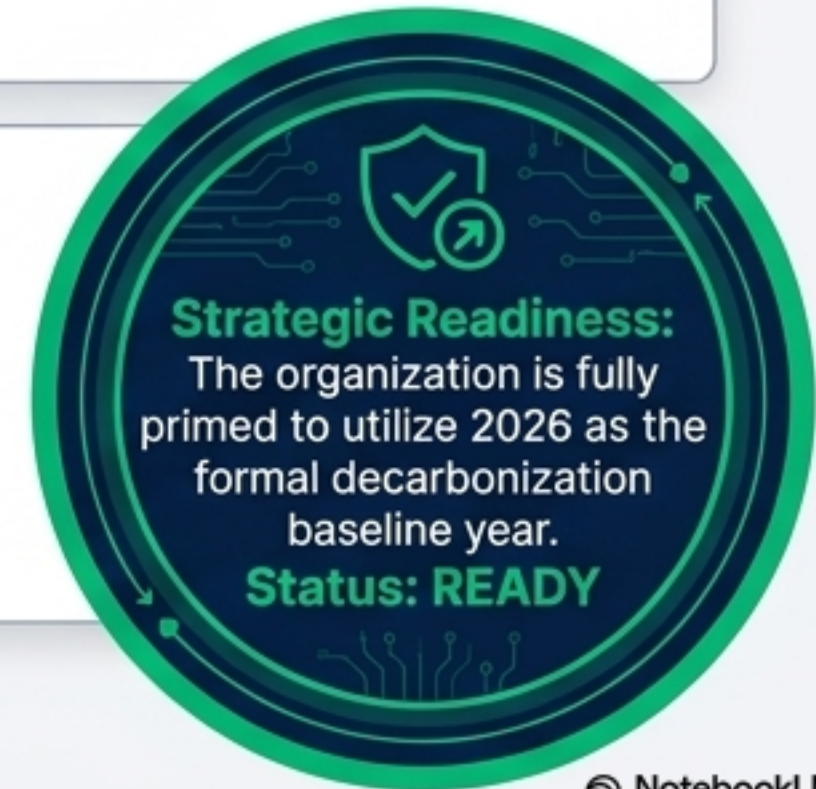 Strategic Readiness:
The organization is fully
primed to utilize 2026 as the
formal decarbonization
baseline year.
Status: READY